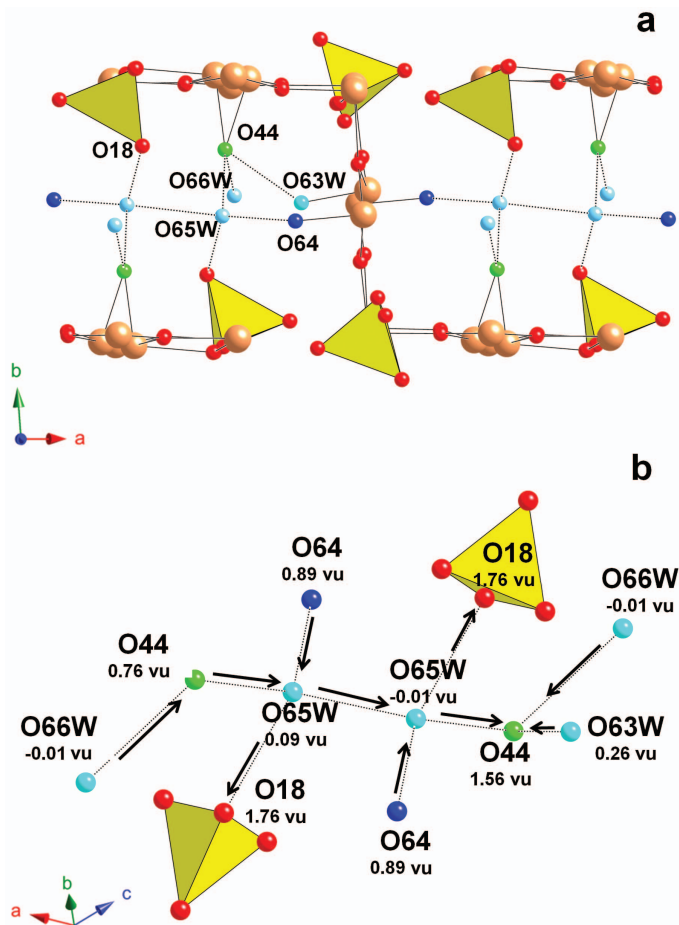 a
O44
O18
O66W
O63W
O65W
O64
b
a
b
O64
0.89 vu
O18
1.76 vu
O66W
-0.01 vu
O44
0.76 vu
O65W
-0.01 vu
O66W
-0.01 vu
O65W
0.09 vu
O63W
0.26 vu
O44
1.56 vu
O18
1.76 vu
O64
0.89 vu
b
c
a